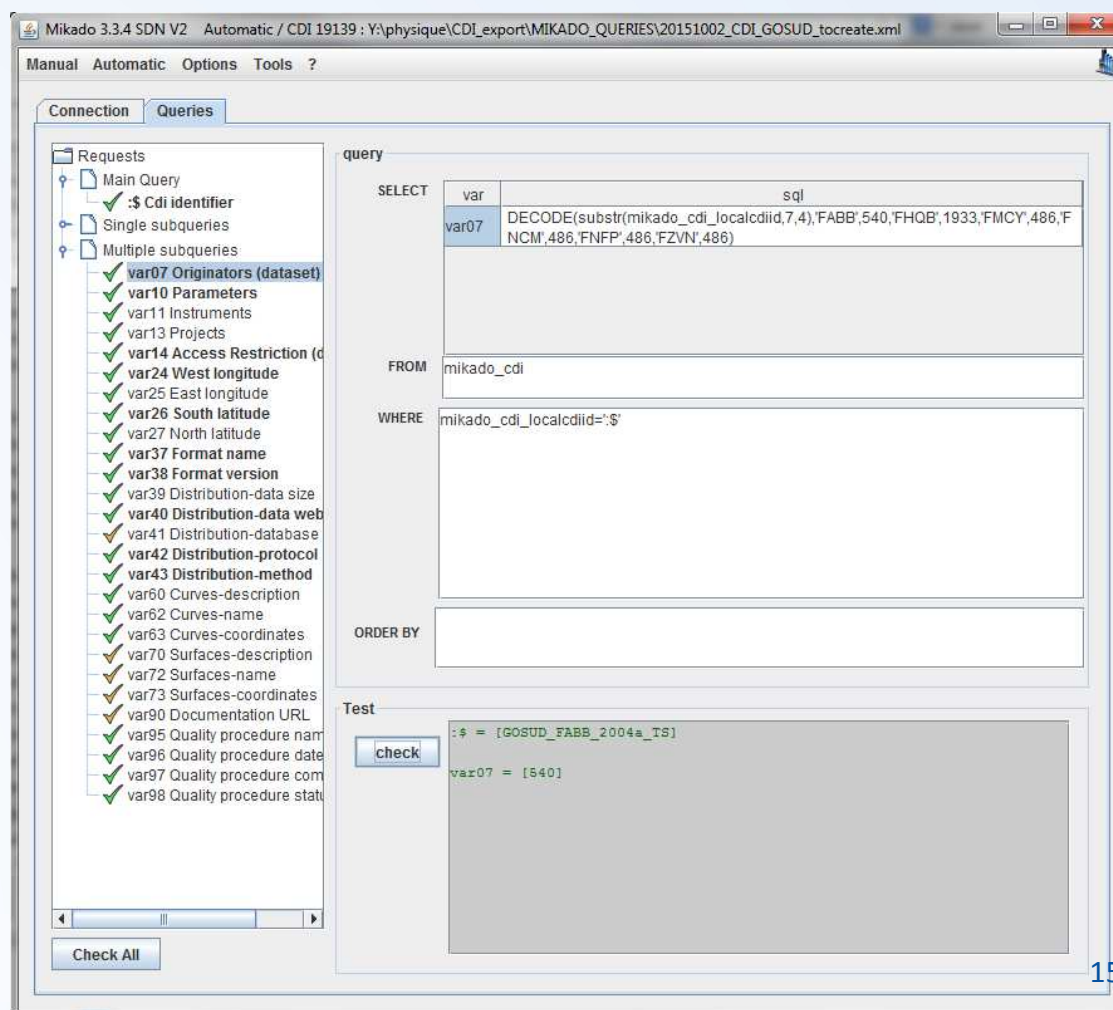 Mikado 3.3.4 SDN V2 Automatic / CDI 19139 : Y:\physique\CDI_export\MIKADO_QUERIES\20151002_CDI_GOSUD_tocreate.xml
Manual Automatic Options Tools ?
Connection Queries
Requests
Main Query
:$ Cdi identifier
Single subqueries
Multiple subqueries
var07 Originators (dataset)
var10 Parameters
var11 Instruments
var13 Projects
var14 Access Restriction (d
var24 West longitude
var25 East longitude
var26 South latitude
var27 North latitude
var37 Format name
var38 Format version
var39 Distribution-data size
var40 Distribution-data web
var41 Distribution-database
var42 Distribution-protocol
var43 Distribution-method
var60 Curves-description
var62 Curves-name
var63 Curves-coordinates
var70 Surfaces-description
var72 Surfaces-name
var73 Surfaces-coordinates
var90 Documentation URL
var95 Quality procedure nam
var96 Quality procedure date
var97 Quality procedure com
var98 Quality procedure statu
Check All
query
SELECT
var sql
var07 DECODE(substr(mikado_cdi_localcdiid,7,4),'FABB',540,'FHQB',1933,'FMCY',486,'F
NCM',486,'FNFP',486,'FZVN',486)
FROM mikado_cdi
WHERE mikado_cdi_localcdiid=':$'
ORDER BY
Test
check
:$ = [GOSUD_FABB_2004a_TS]
var07 = [540]
15